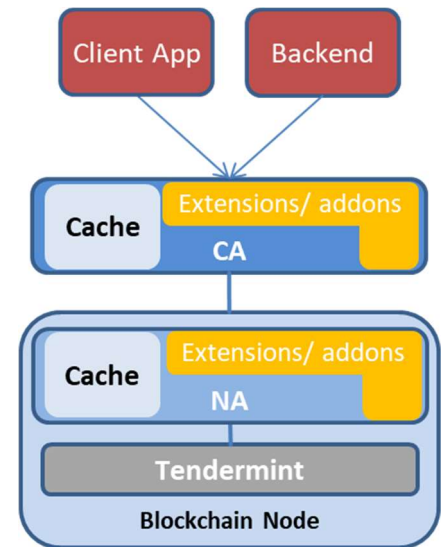 Client App
Backend
Extensions/ addons
Cache
CA
Extensions/ addons
Cache
NA
Tendermint
Blockchain Node